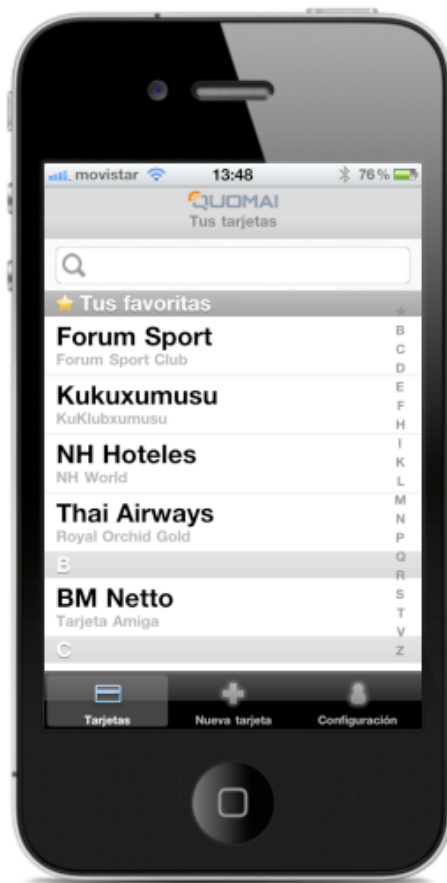 movistar 13:48 76 %
QUOMAI
Tus tarjetas
Tus favoritas
Forum Sport
Forum Sport Club
Kukuxumusu
KuKlubxumusu
NH Hoteles
NH World
Thai Airways
Royal Orchid Gold
B
BM Netto
Tarjeta Amiga
C
B
C
D
E
F
H
I
K
L
M
N
P
Q
R
S
T
V
Z
Tarjetas Nueva tarjeta Configuración